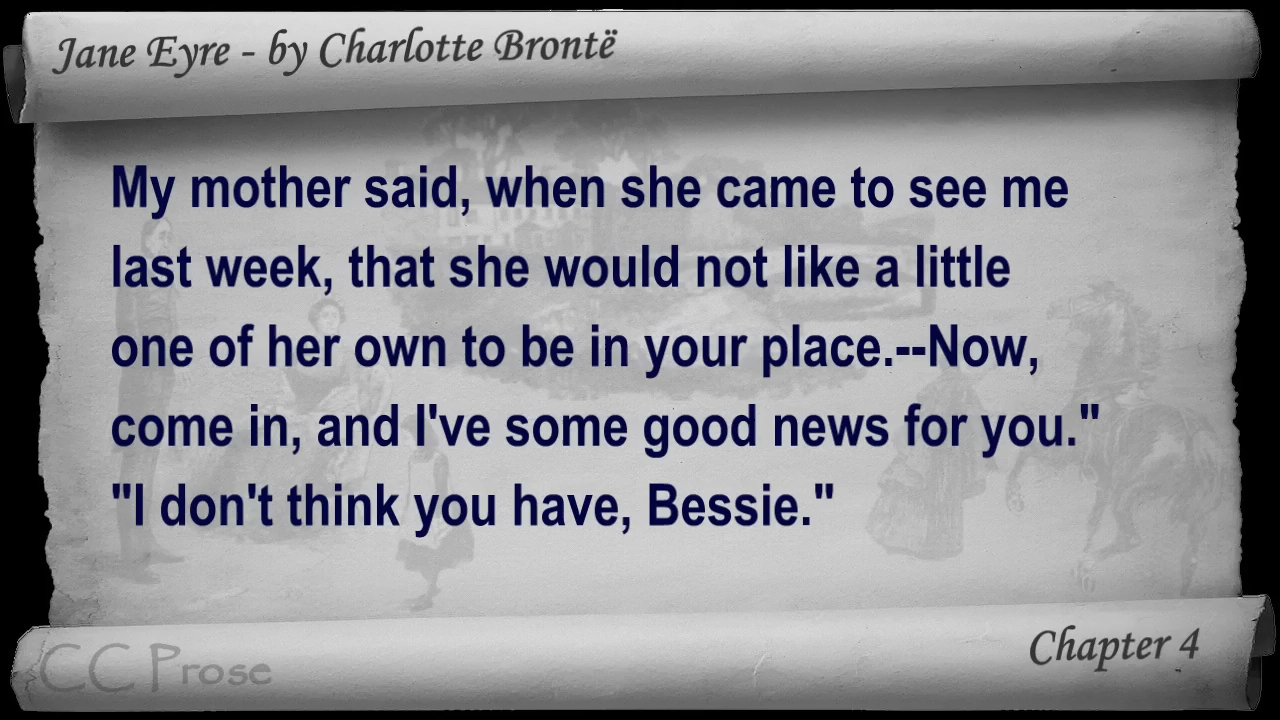 Jane Eyre - by Charlotte Brontë
My mother said, when she came to see me
last week, that she would not like a little
one of her own to be in your place.--Now,
come in, and I've some good news for you."
"I don't think you have, Bessie."
Chapter 4
CC Prose